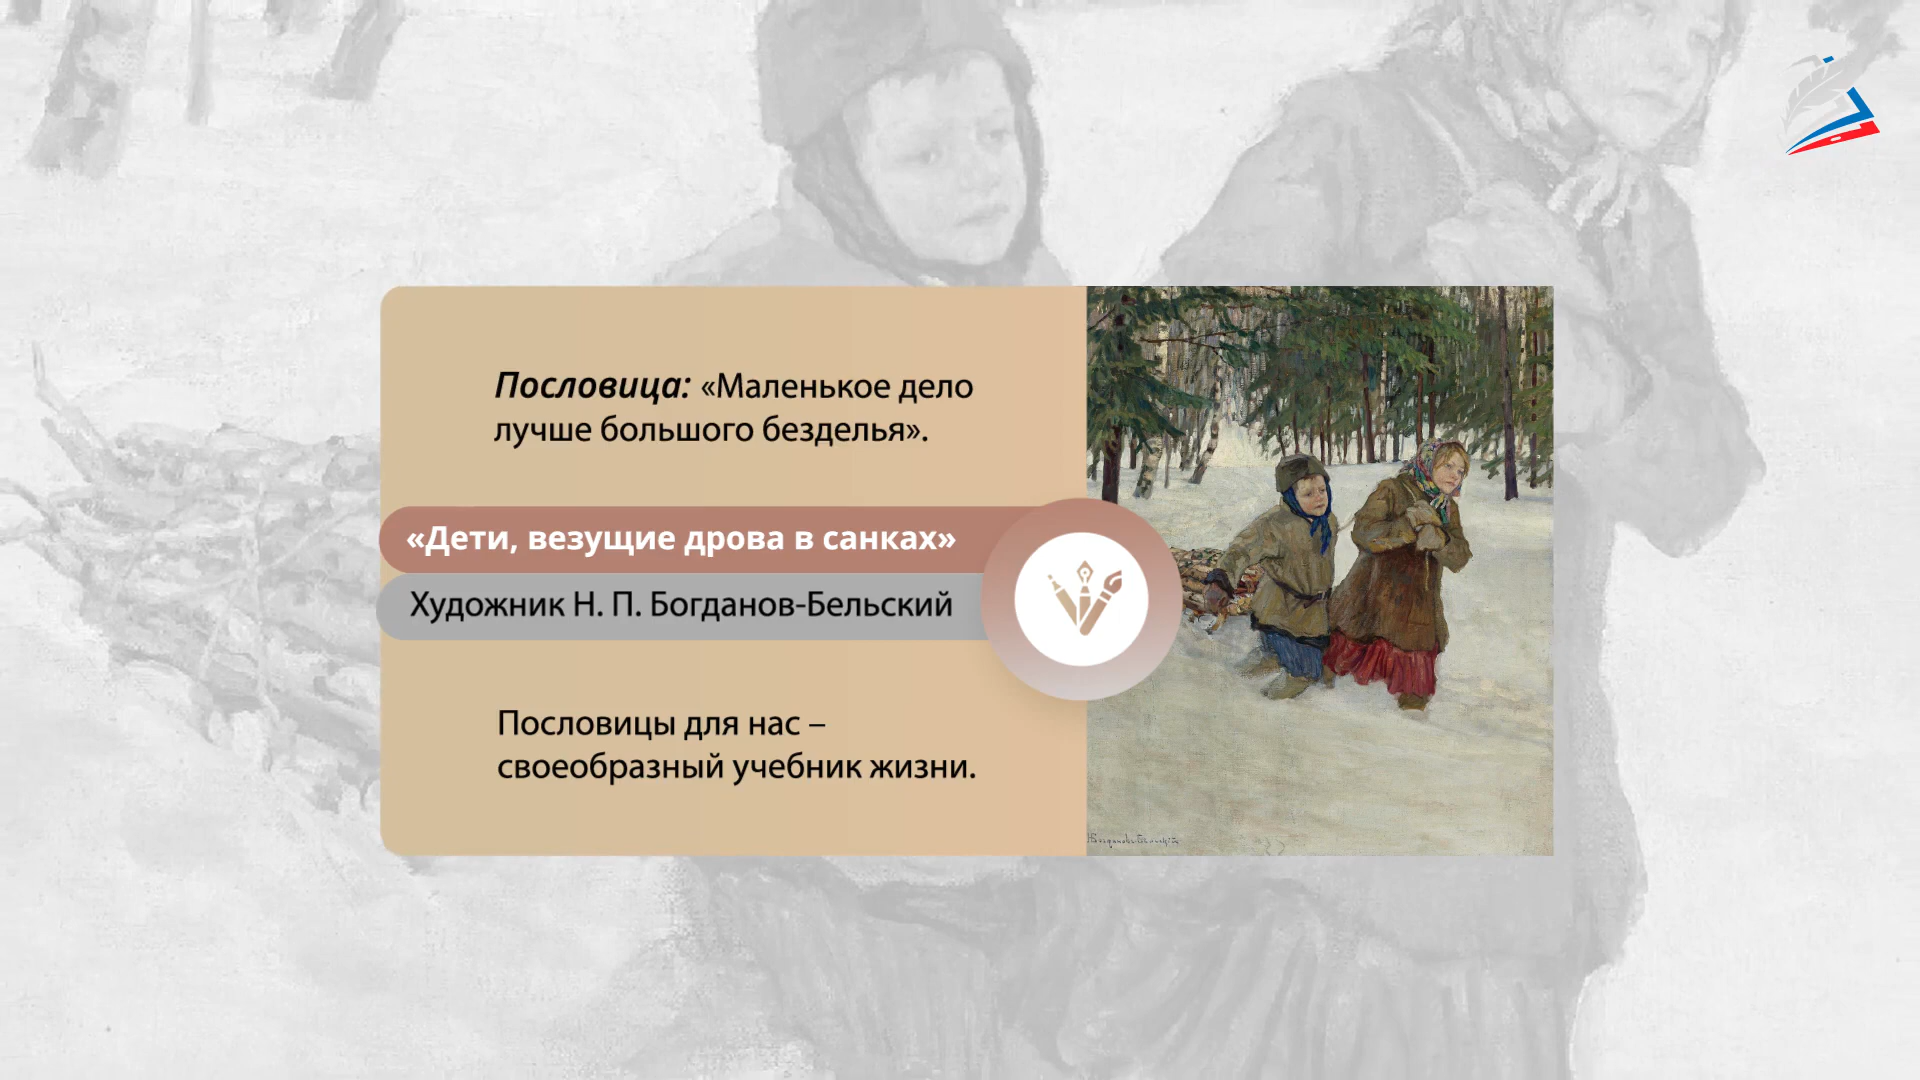 Пословица: «Маленькое дело
лучше большого безделья».
«Дети, везущие дрова в санках»
Художник Н. П. Богданов-Бельский
Пословицы для нас –
своеобразный учебник жизни.